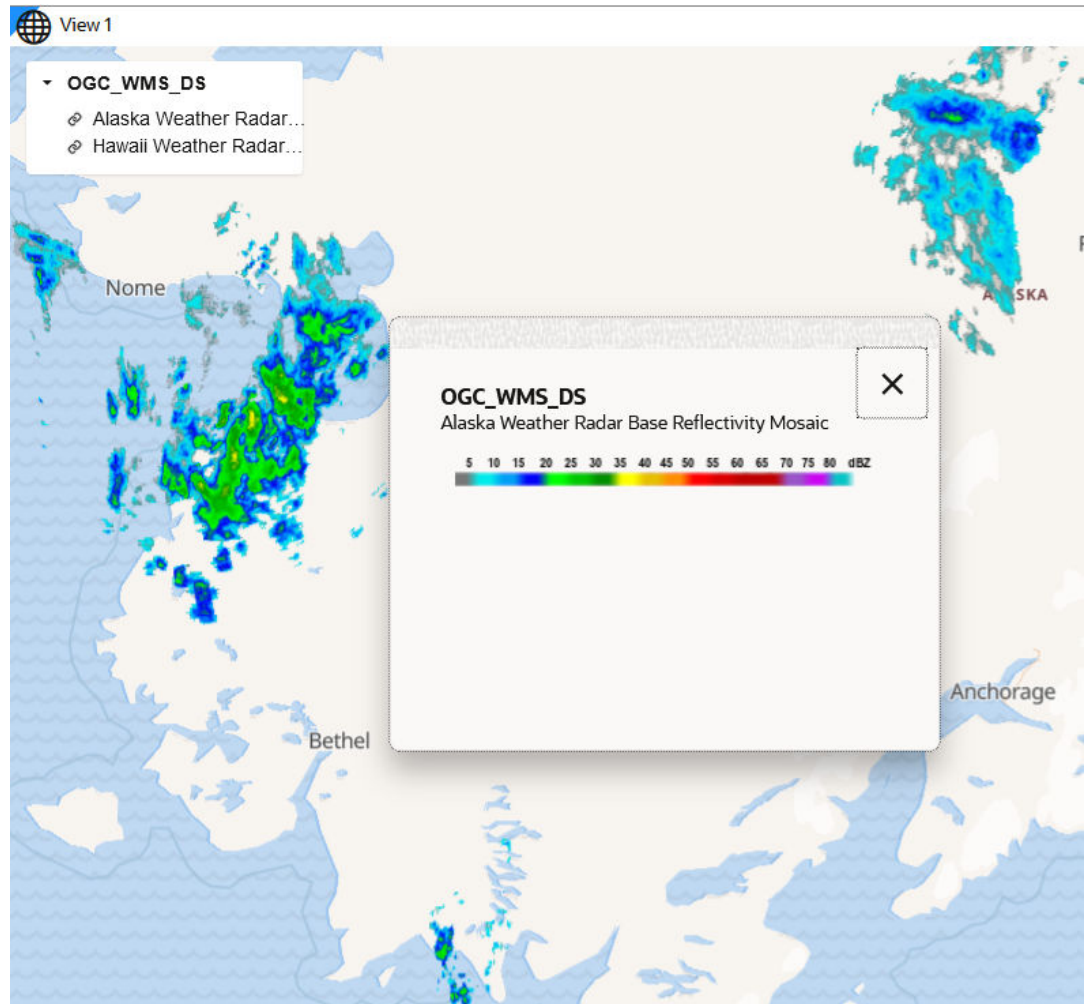 View 1
OGC_WMS_DS
Alaska Weather Radar...
Hawaii Weather Radar...
Nome
OGC_WMS_DS
Alaska Weather Radar Base Reflectivity Mosaic
5 10 15 20 25 30 35 40 45 50 55 60 65 70 75 80 dBZ
Anchorage
Bethel